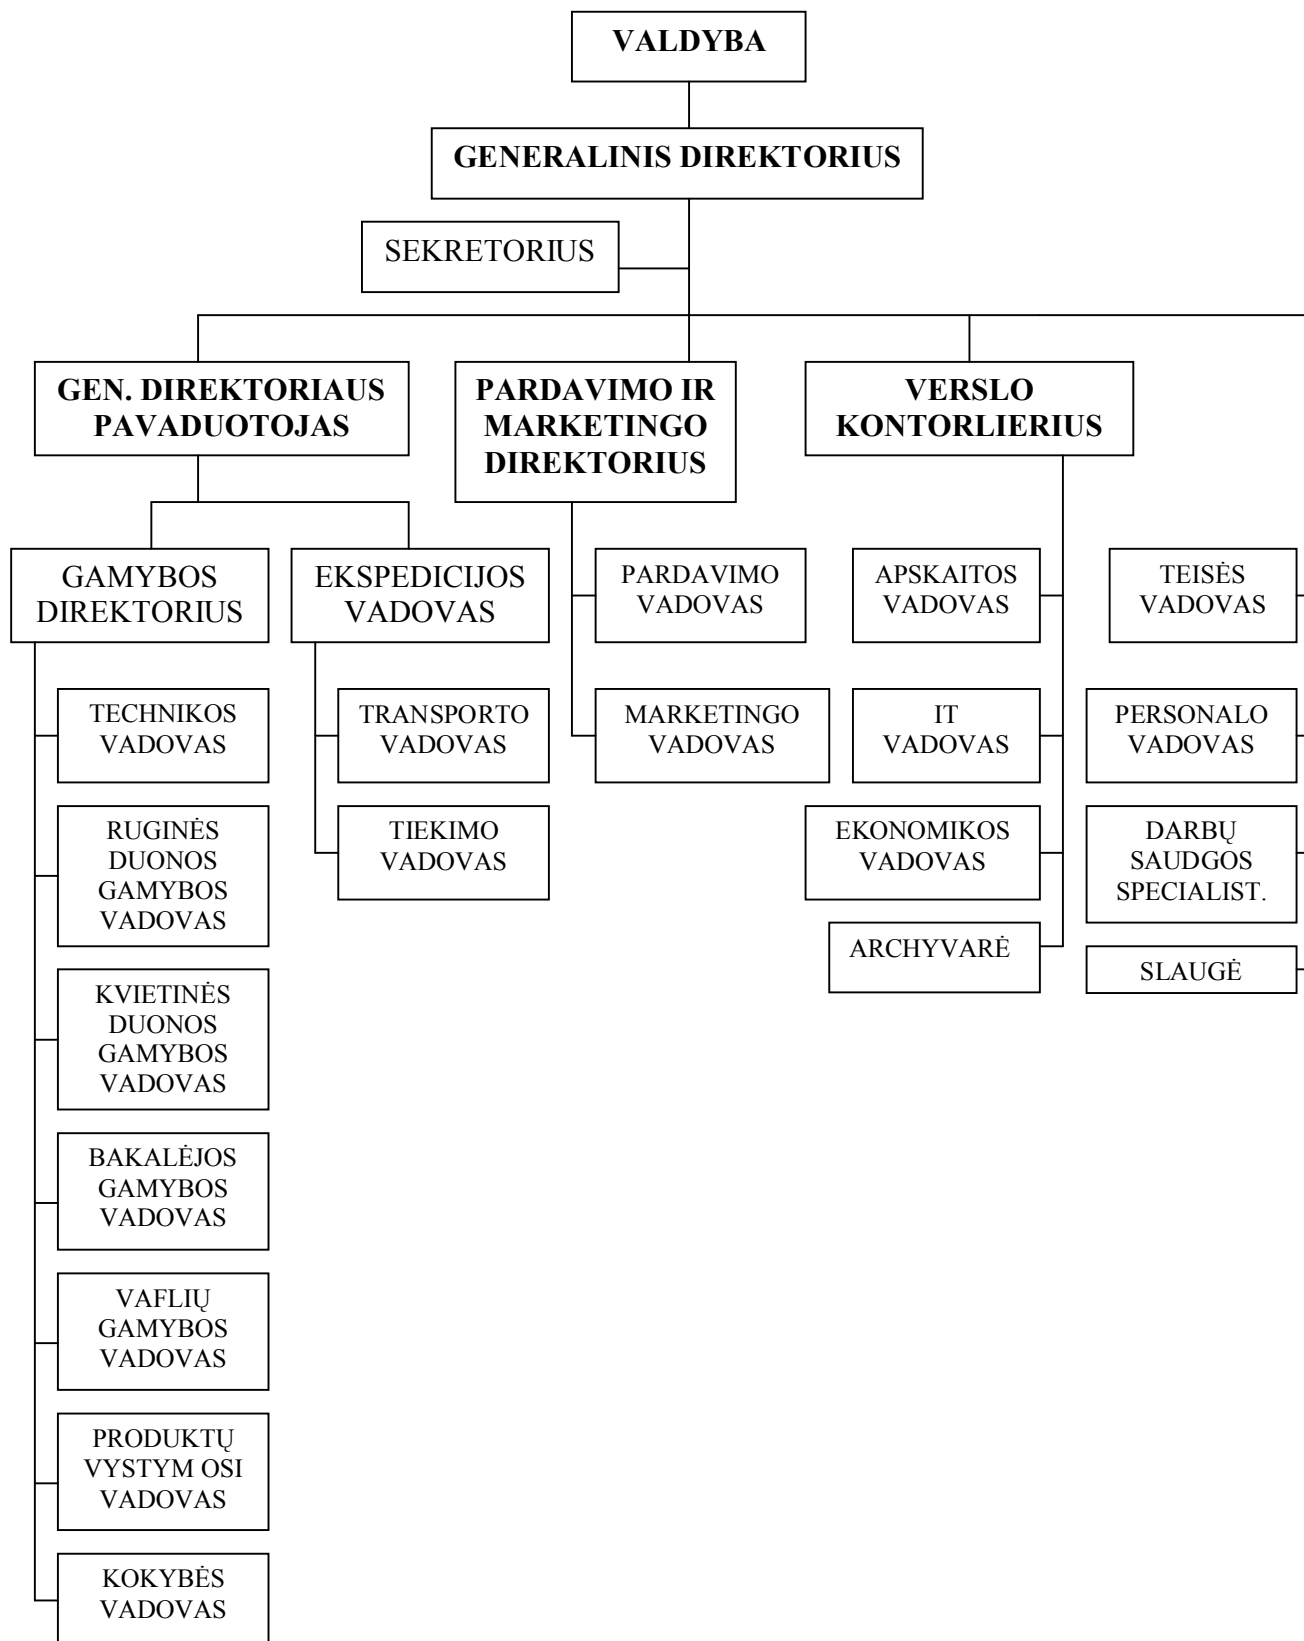 VALDYBA
GENERALINIS DIREKTORIUS
SEKRETORIUS
GEN. DIREKTORIAUS
PAVADUOTOJAS
PARDAVIMO IR
MARKETINGO
DIREKTORIUS
VERSLO
KONTORLIERIUS
GAMYBOS
DIREKTORIUS
EKSPEDICIJOS
VADOVAS
PARDAVIMO
VADOVAS
APSKAITOS
VADOVAS
TEISĖS
VADOVAS
TECHNIKOS
VADOVAS
TRANSPORTO
VADOVAS
MARKETINGO
VADOVAS
IT
VADOVAS
PERSONALO
VADOVAS
RUGINĖS
DUONOS
GAMYBOS
VADOVAS
TIEKIMO
VADOVAS
EKONOMIKOS
VADOVAS
DARBŲ
SAUDGOS
SPECIALIST.
ARCHYVARĖ
SLAUGĖ
KVIETINĖS
DUONOS
GAMYBOS
VADOVAS
BAKALĖJOS
GAMYBOS
VADOVAS
VAFLIŲ
GAMYBOS
VADOVAS
PRODUKTŲ
VYSTYM OSI
VADOVAS
KOKYBĖS
VADOVAS